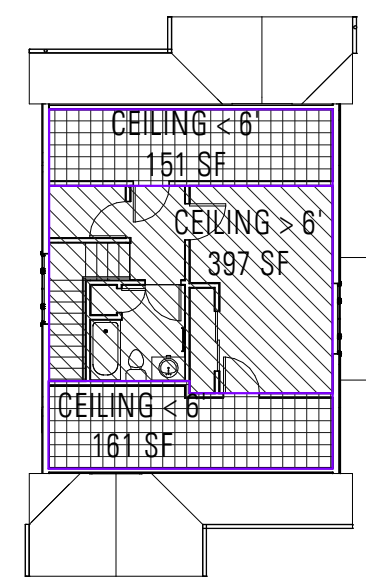 CEILING < 6'
151 SF
CEILING > 6'
397 SF
CEILING < 6'
161 SF